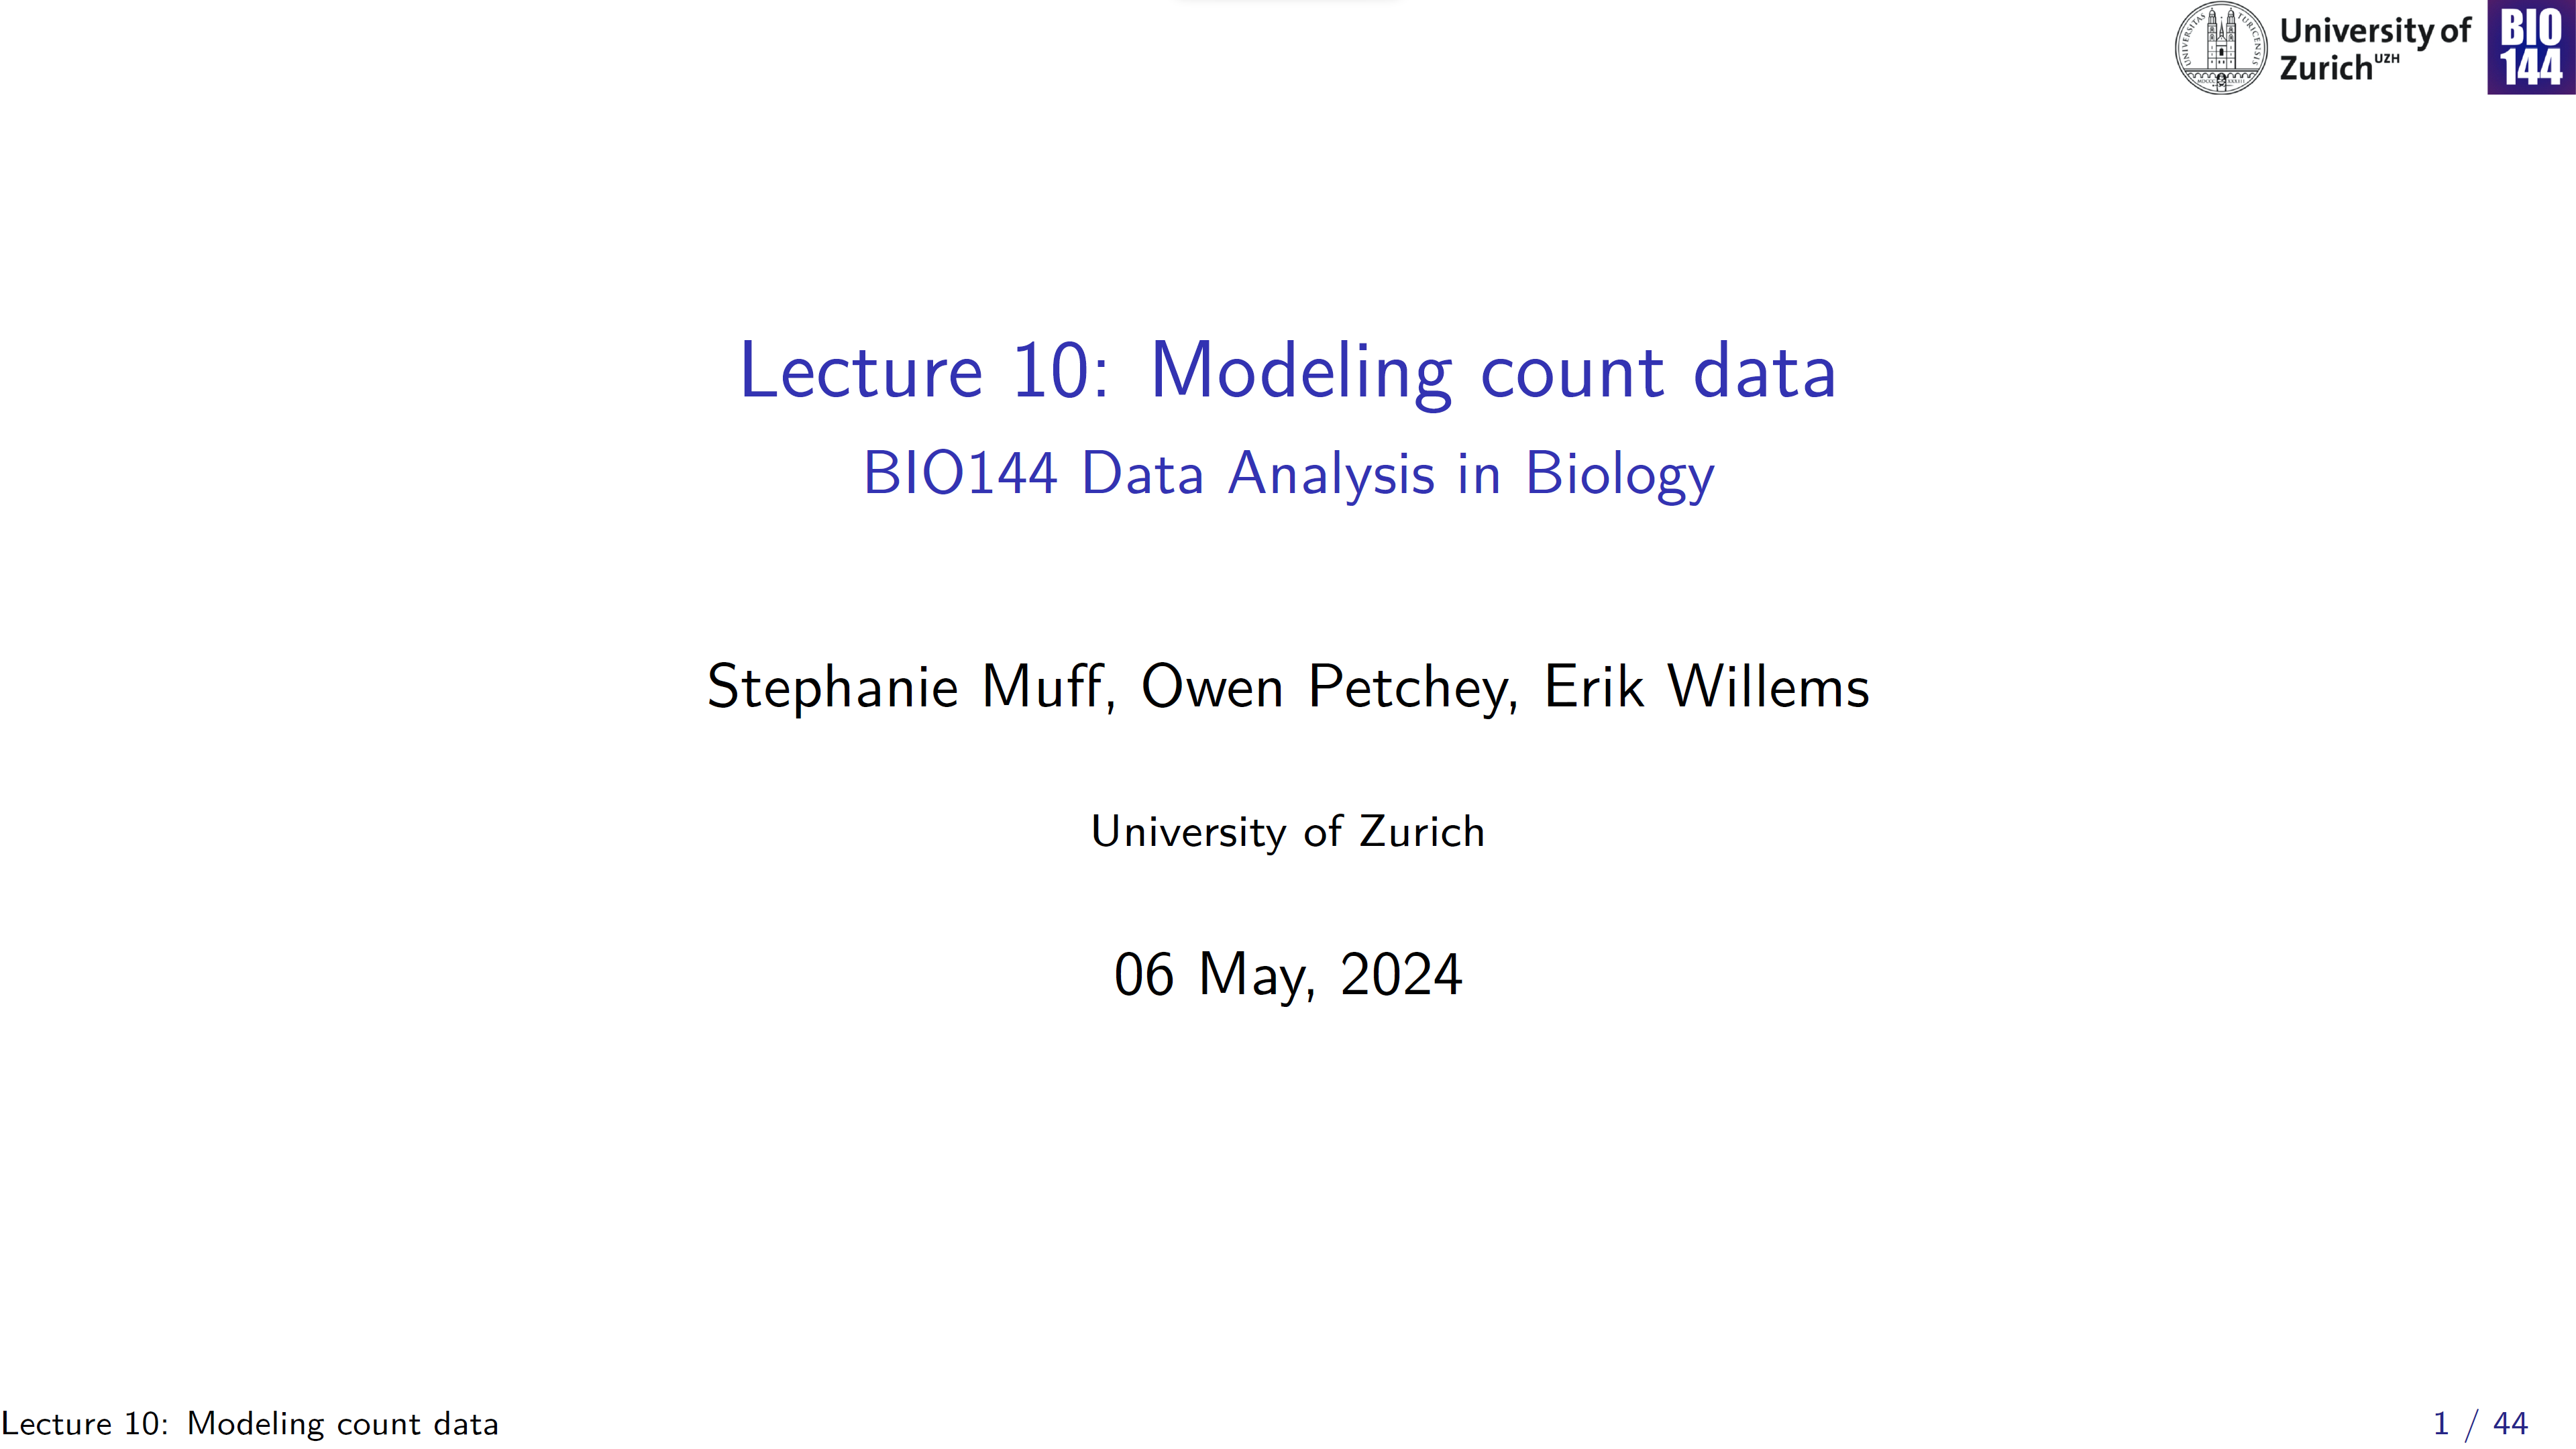 University of
Zurich UZH
BIO
144
Lecture 10: Modeling count data
BIO144 Data Analysis in Biology
Stephanie Muff, Owen Petchey, Erik Willems
University of Zurich
06 May, 2024
Lecture 10: Modeling count data
1 / 44